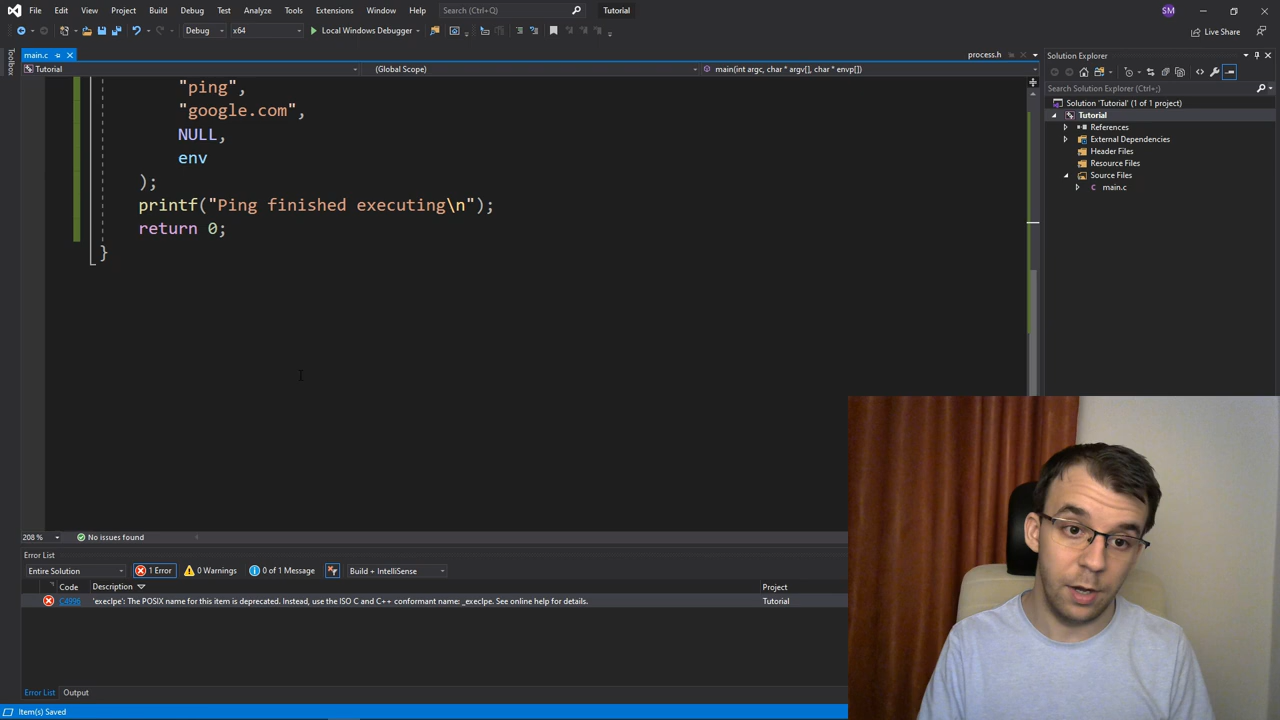 File Edit View Project Build Debug Test Analyze Tools Extensions Window Help Search (Ctrl+Q) Tutorial SM
Debug x64 Local Windows Debugger Live Share
Toolbox
main.c process.h
Tutorial (Global Scope) main(int argc, char * argv[], char * envp[])
"ping",
"google.com",
NULL,
env
);
printf("Ping finished executing\n");
return 0;
}
Solution Explorer
Search Solution Explorer (Ctrl+;)
Solution 'Tutorial' (1 of 1 project)
Tutorial
References
External Dependencies
Header Files
Resource Files
Source Files
main.c
208 % No issues found
Error List
Entire Solution 1 Error 0 Warnings 0 of 1 Message Build + IntelliSense
Code Description Project
C4996 'execlpe': The POSIX name for this item is deprecated. Instead, use the ISO C and C++ conformant name: _execlpe. See online help for details. Tutorial
Error List Output
Item(s) Saved